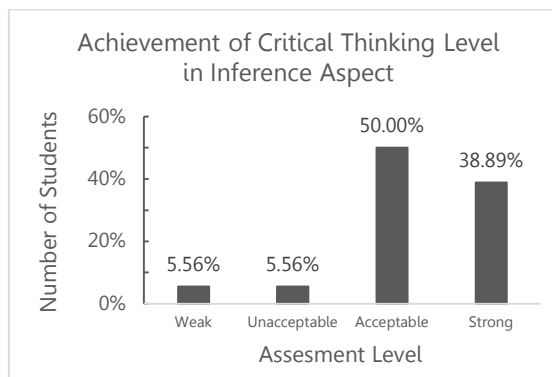 Achievement of Critical Thinking Level
in Inference Aspect
Number of Students
60%
40%
20%
0%
5.56%
5.56%
50.00%
38.89%
Weak
Unacceptable
Acceptable
Strong
Assesment Level